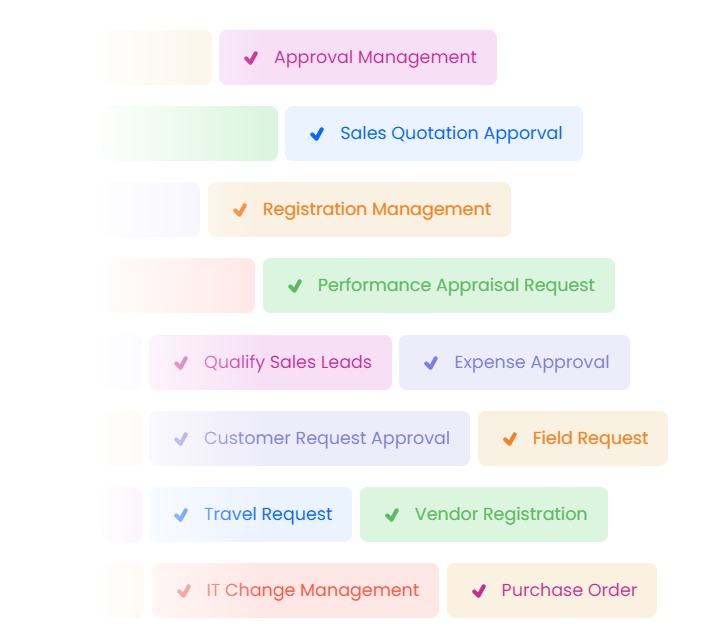 Approval Management
Sales Quotation Apporval
Registration Management
Performance Appraisal Request
Qualify Sales Leads Expense Approval
Customer Request Approval Field Request
Travel Request Vendor Registration
IT Change Management Purchase Order